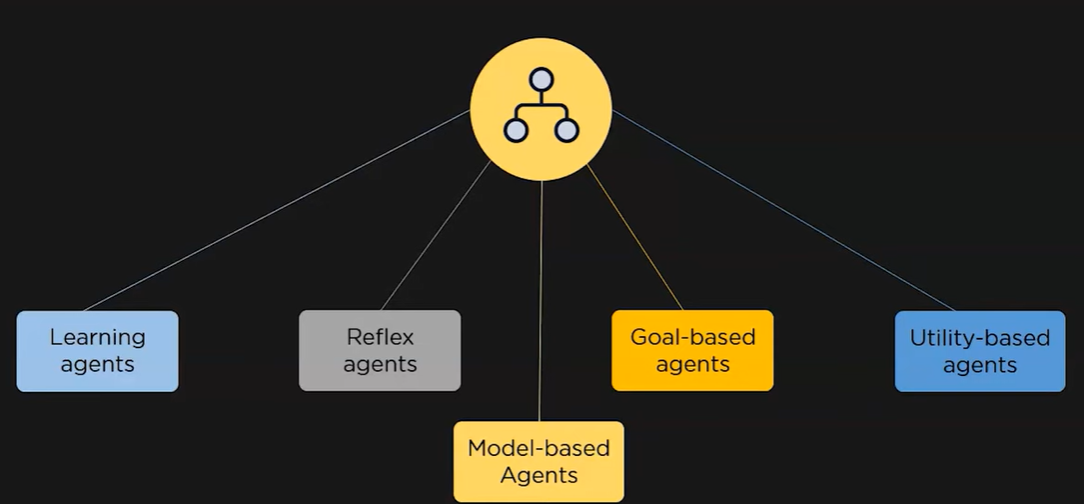 Learning
agents
Reflex
agents
Goal-based
agents
Utility-based
agents
Model-based
Agents